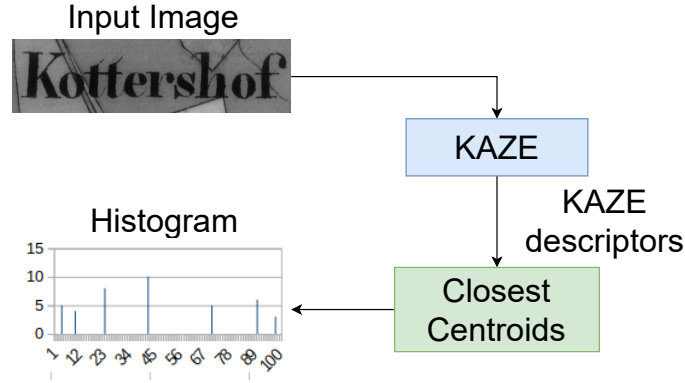 Input Image
Kottershof
KAZE
KAZE
descriptors
Histogram
15
10
5
0
1 12 23 34 45 56 67 78 89 100
Closest
Centroids